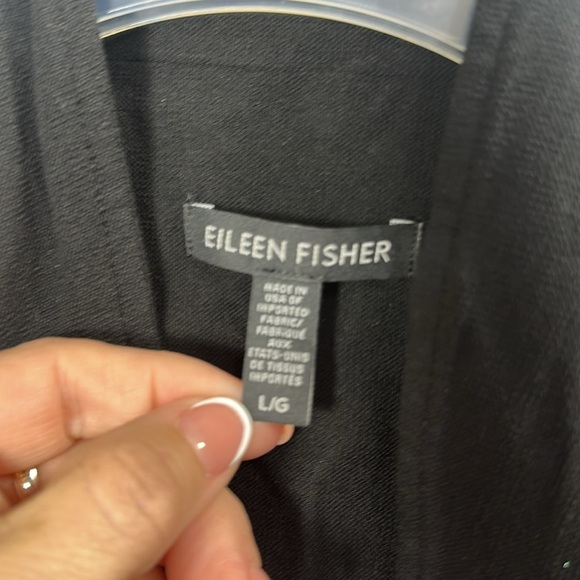 EILEEN FISHER
MADE IN
USA OF
IMPORTED
FABRIC/
FABRIQUÉ
AUX
ÉTATS-UNIS
DE TISSUS
IMPORTÉS
L/G